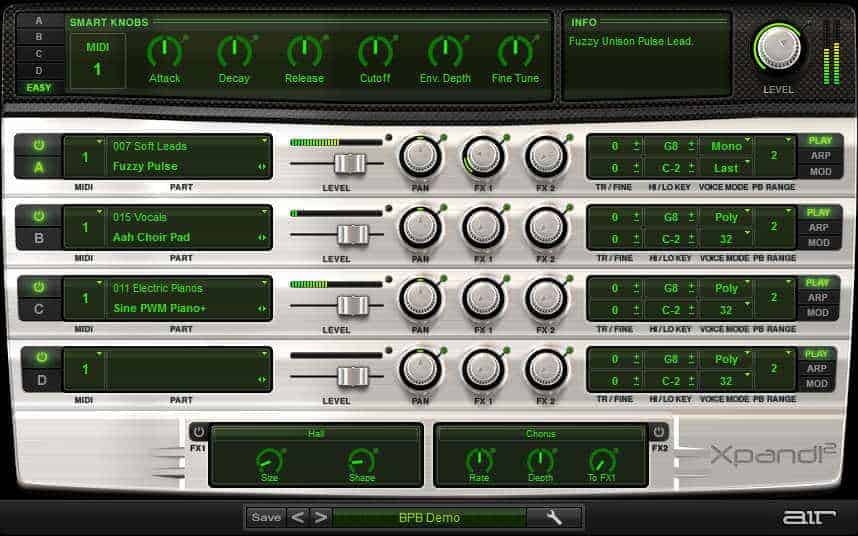 A
B
C
D
EASY
SMART KNOBS
MIDI
1
Attack
Decay
Release
Cutoff
Env. Depth
Fine Tune
INFO
Fuzzy Unison Pulse Lead.
LEVEL
A
1
007 Soft Leads
Fuzzy Pulse
MIDI
PART
LEVEL
PAN
FX 1
FX 2
0 ± G8 ± Mono
0 ± C-2 ± Last
2
TR / FINE HI / LO KEY VOICE MODE PB RANGE
PLAY
ARP
MOD
B
1
015 Vocals
Aah Choir Pad
MIDI
PART
LEVEL
PAN
FX 1
FX 2
0 ± G8 ± Poly
0 ± C-2 ± 32
2
TR / FINE HI / LO KEY VOICE MODE PB RANGE
PLAY
ARP
MOD
C
1
011 Electric Pianos
Sine PWM Piano+
MIDI
PART
LEVEL
PAN
FX 1
FX 2
0 ± G8 ± Poly
0 ± C-2 ± 32
2
TR / FINE HI / LO KEY VOICE MODE PB RANGE
PLAY
ARP
MOD
D
1
MIDI
PART
LEVEL
PAN
FX 1
FX 2
0 ± G8 ± Poly
0 ± C-2 ± 32
2
TR / FINE HI / LO KEY VOICE MODE PB RANGE
PLAY
ARP
MOD
FX1
Hall
Size
Shape
Chorus
Rate
Depth
To FX1
FX2
Xpand!²
Save < > BPB Demo
air